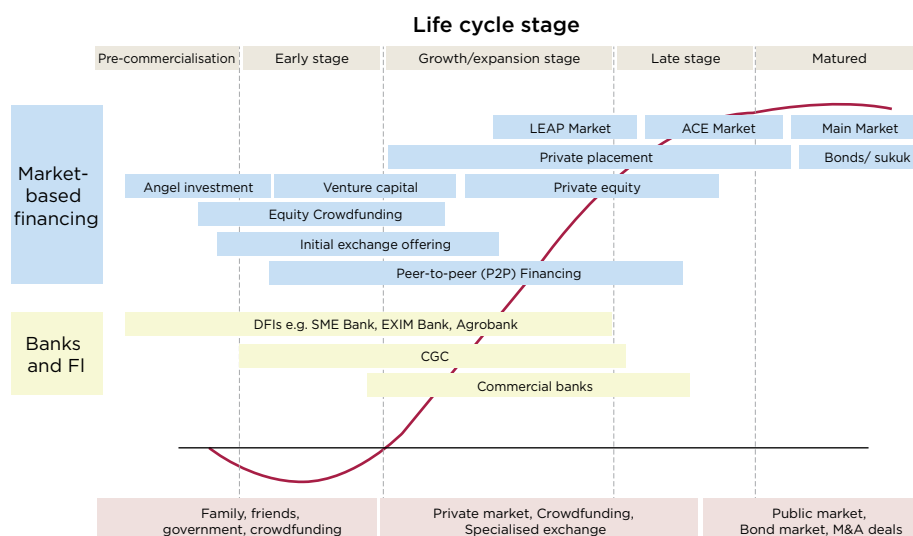 Life cycle stage
Pre-commercialisation
Early stage
Growth/expansion stage
Late stage
Matured
Market-
based
financing
LEAP Market
ACE Market
Main Market
Private placement
Bonds/ sukuk
Angel investment
Venture capital
Private equity
Equity Crowdfunding
Initial exchange offering
Peer-to-peer (P2P) Financing
Banks
and FI
DFIs e.g. SME Bank, EXIM Bank, Agrobank
CGC
Commercial banks
Family, friends,
government, crowdfunding
Private market, Crowdfunding,
Specialised exchange
Public market,
Bond market, M&A deals